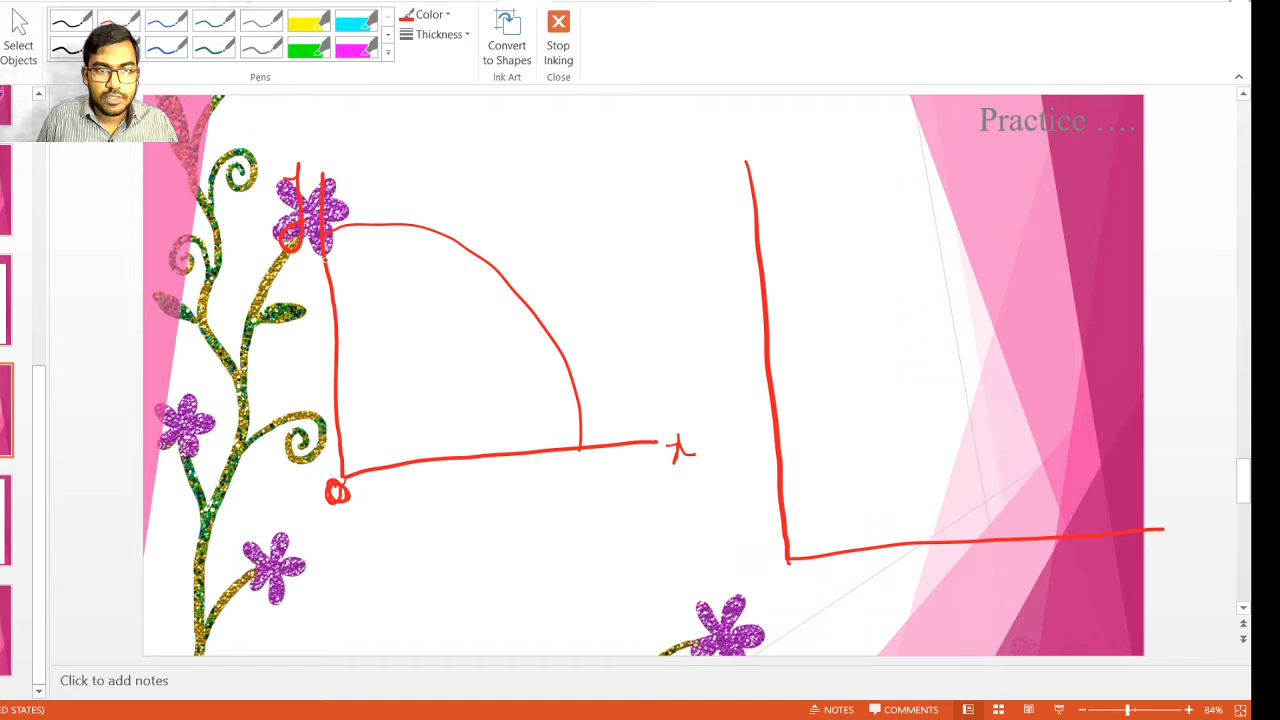 Select
Objects
Color
Thickness
Convert
to Shapes
Stop
Inking
Pens
Ink Art
Close
Practice ....
y
x
0
Click to add notes
D STATES)
NOTES
COMMENTS
84%